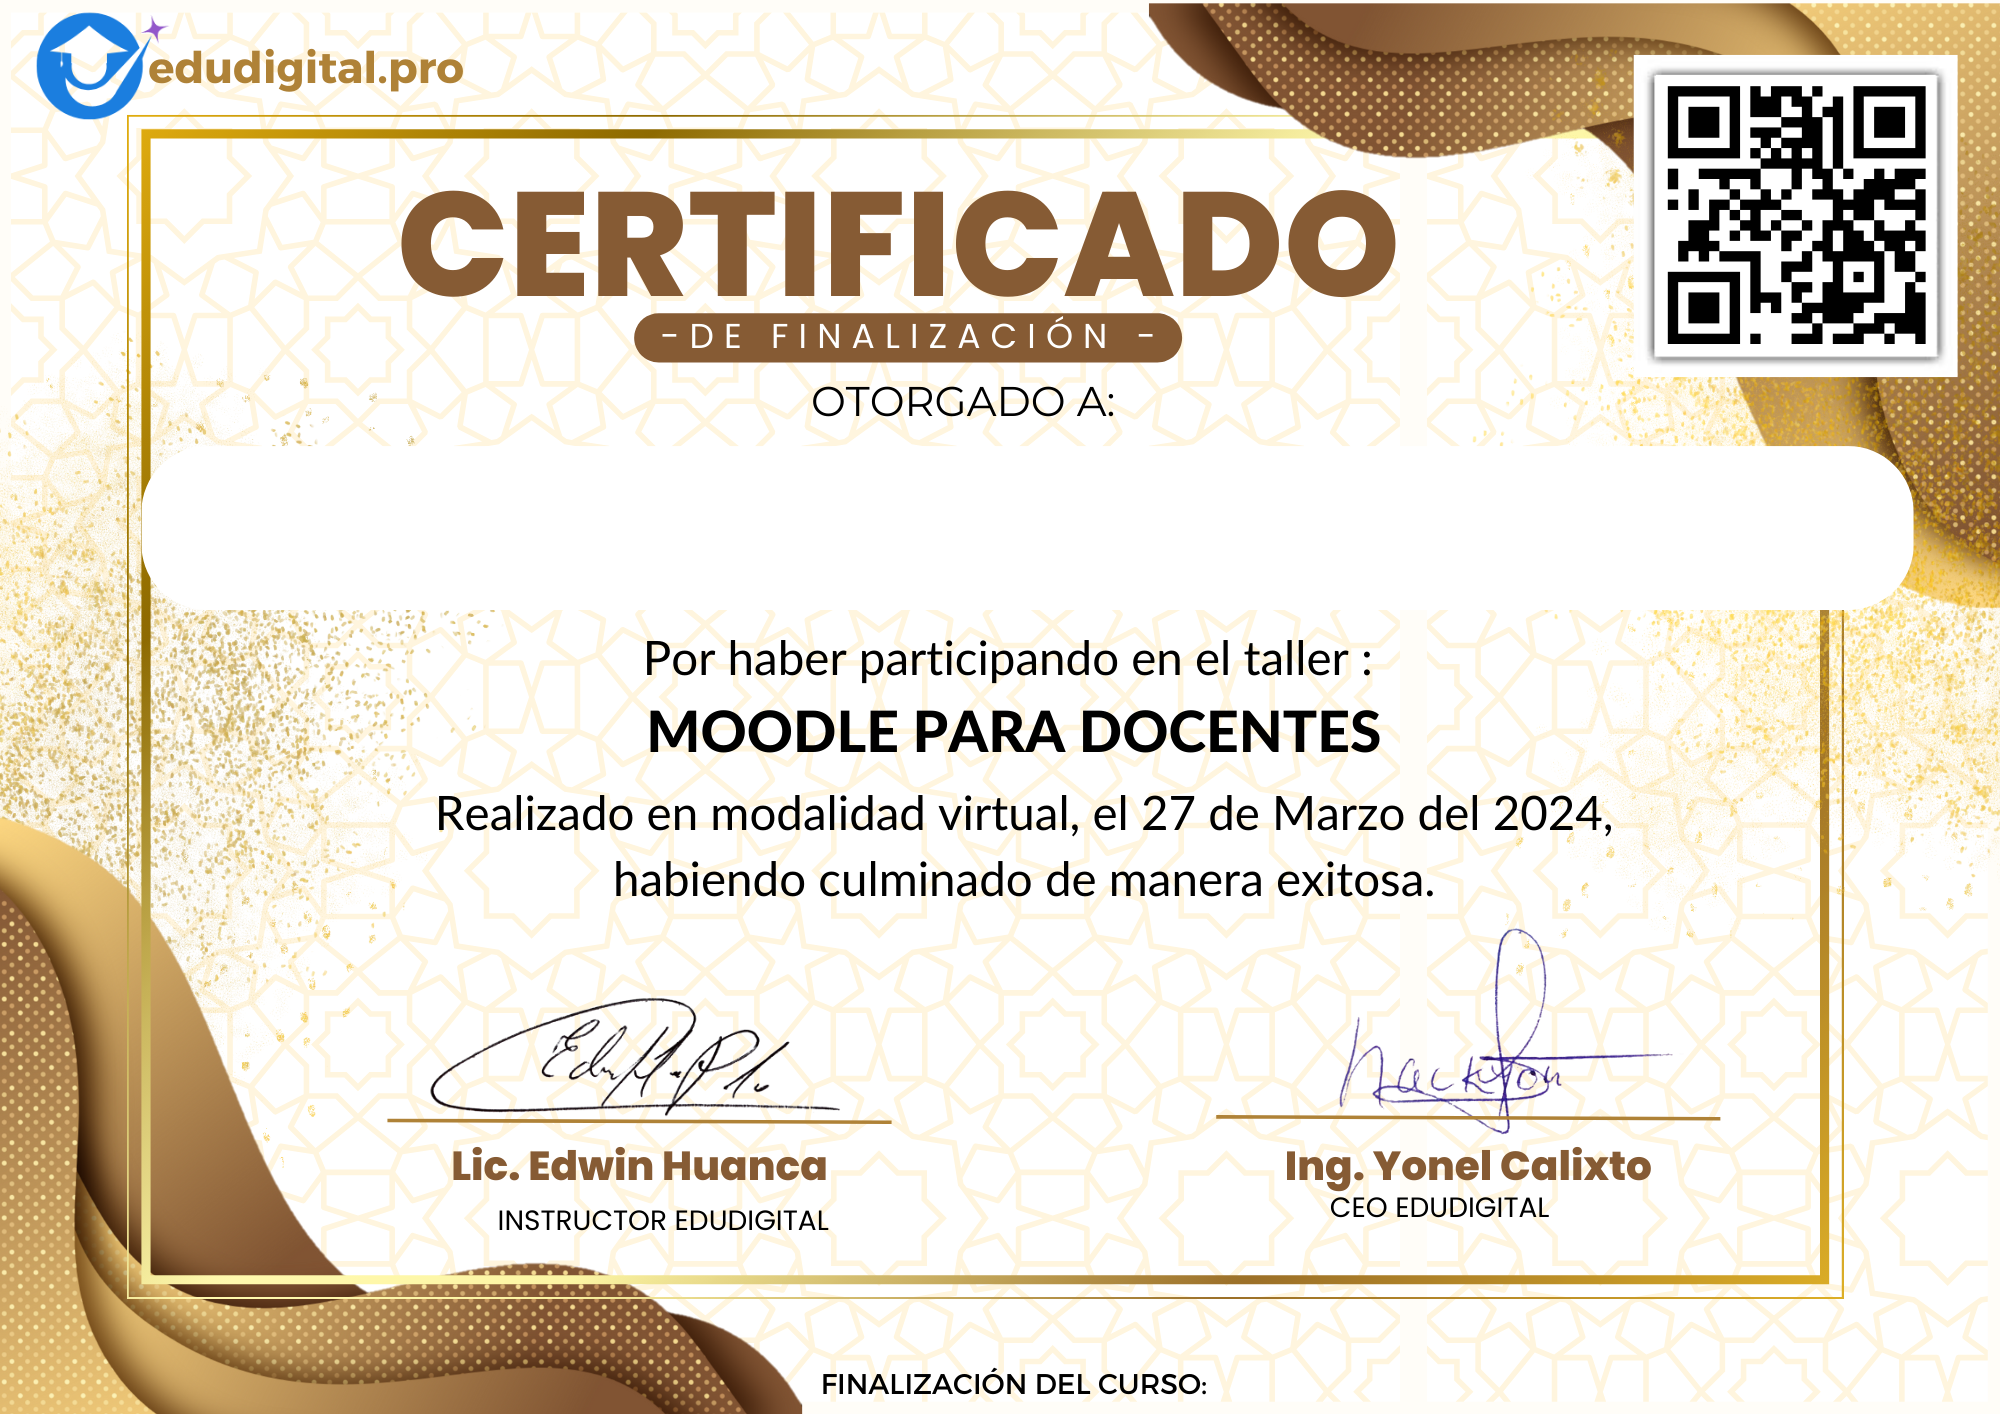 edudigital.pro
CERTIFICADO
-DE FINALIZACIÓN -
OTORGADO A:
Por haber participando en el taller :
MOODLE PARA DOCENTES
Realizado en modalidad virtual, el 27 de Marzo del 2024,
habiendo culminado de manera exitosa.
Lic. Edwin Huanca
INSTRUCTOR EDUDIGITAL
Ing. Yonel Calixto
CEO EDUDIGITAL
FINALIZACIÓN DEL CURSO: